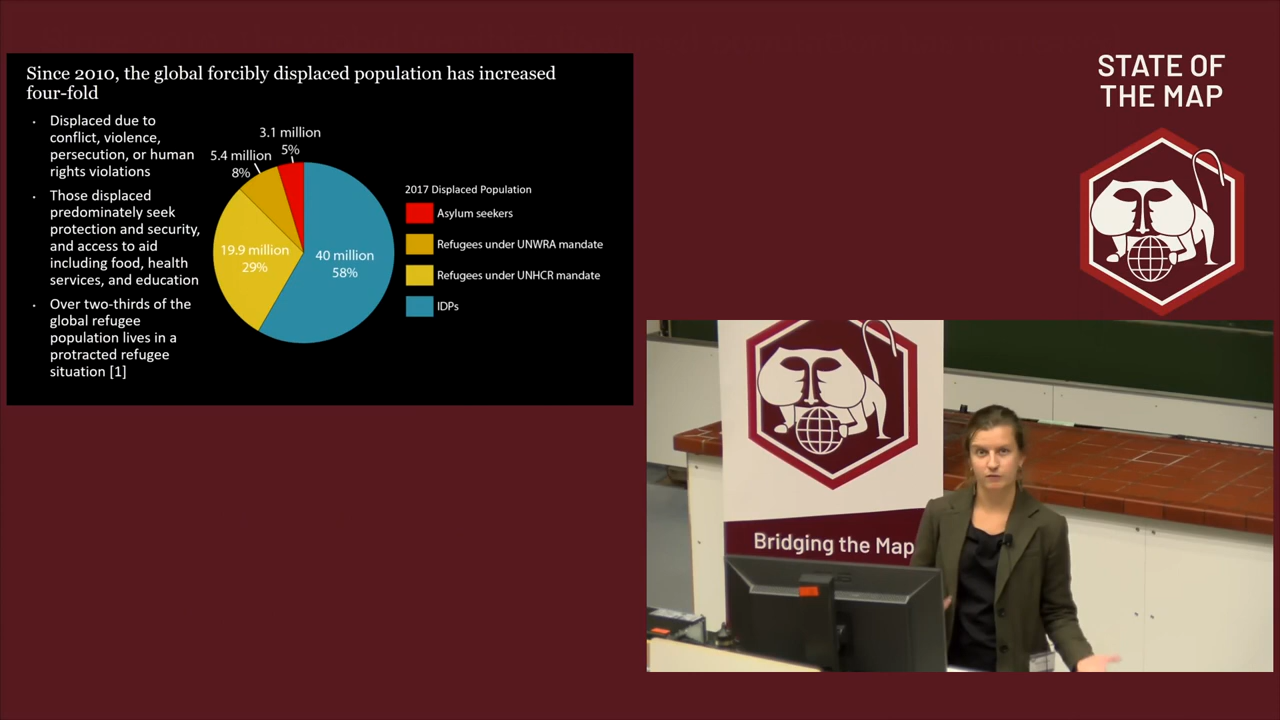 Since 2010, the global forcibly displaced population has increased
four-fold
• Displaced due to
conflict, violence,
persecution, or human
rights violations
• Those displaced
predominately seek
protection and security,
and access to aid
including food, health
services, and education
• Over two-thirds of the
global refugee
population lives in a
protracted refugee
situation [1]
3.1 million
5%
5.4 million
8%
19.9 million
29%
40 million
58%
2017 Displaced Population
Asylum seekers
Refugees under UNWRA mandate
Refugees under UNHCR mandate
IDPs
STATE OF
THE MAP
Bridging the Map